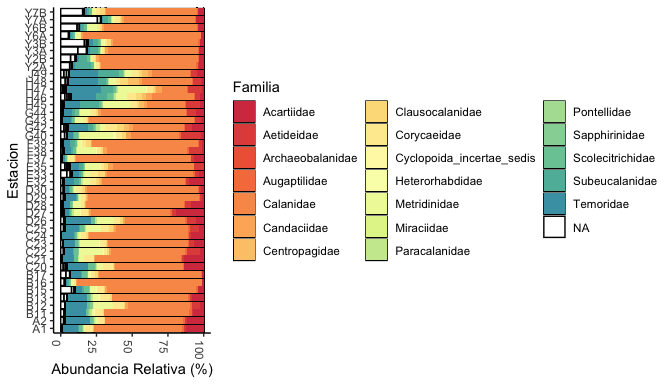 Y7B
Y7A
Y6B
Y6A
Y3B
Y3A
Y2B
Y2A
J49
H48
H47
H46
H45
G44
G43
G42
G40
F39
F38
F37
E33
D30
D29
D28
D27
D26
C25
C24
C23
C22
C21
C20
B17
B16
B15
B13
B12
B11
A2
A1
Estacion
0
25
50
75
100
Abundancia Relativa (%)
Familia
Acartiidae
Aetideidae
Archaeobalanidae
Augaptilidae
Calanidae
Candaciidae
Centropagidae
Clausocalanidae
Corycaeidae
Cyclopoida_incertae_sedis
Heterorhabdidae
Metridinidae
Miraciidae
Paracalanidae
Pontellidae
Sapphirinidae
Scolecitrichidae
Subeucalanidae
Temoridae
NA